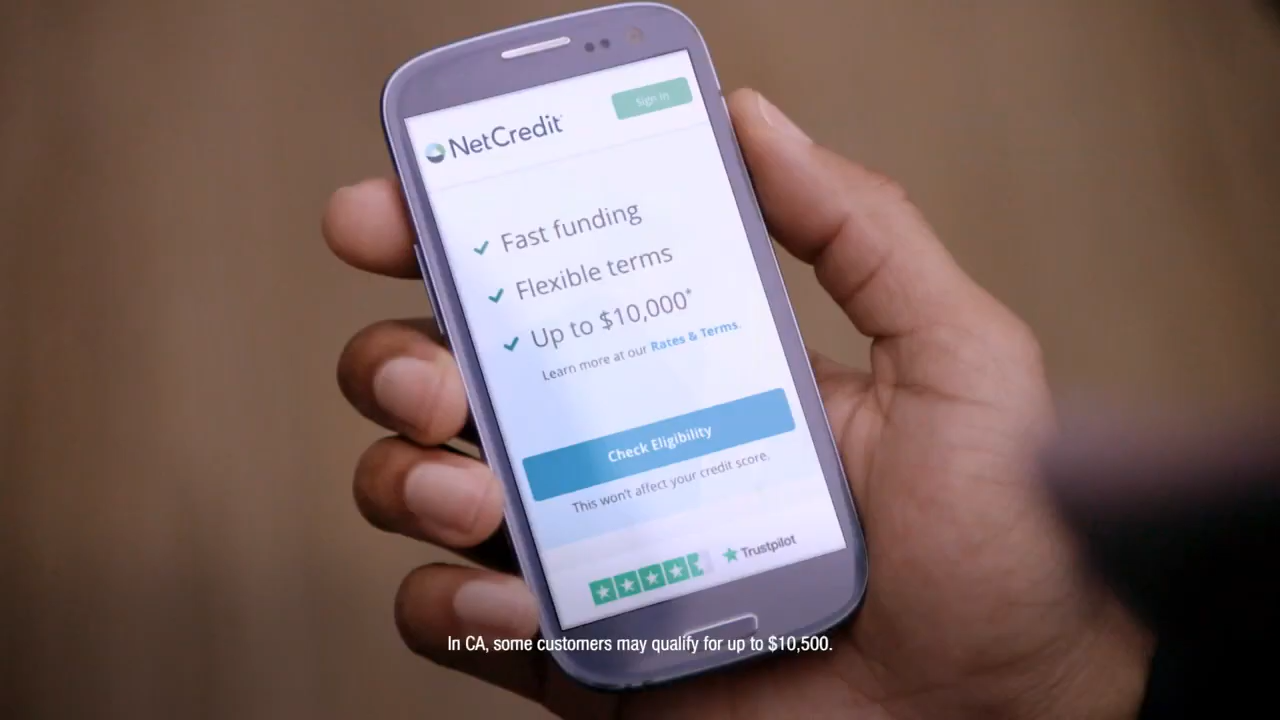 Sign In
NetCredit
Fast funding
Flexible terms
Up to $10,000*
Learn more at our Rates & Terms.
Check Eligibility
This won't affect your credit score.
Trustpilot
In CA, some customers may qualify for up to $10,500.